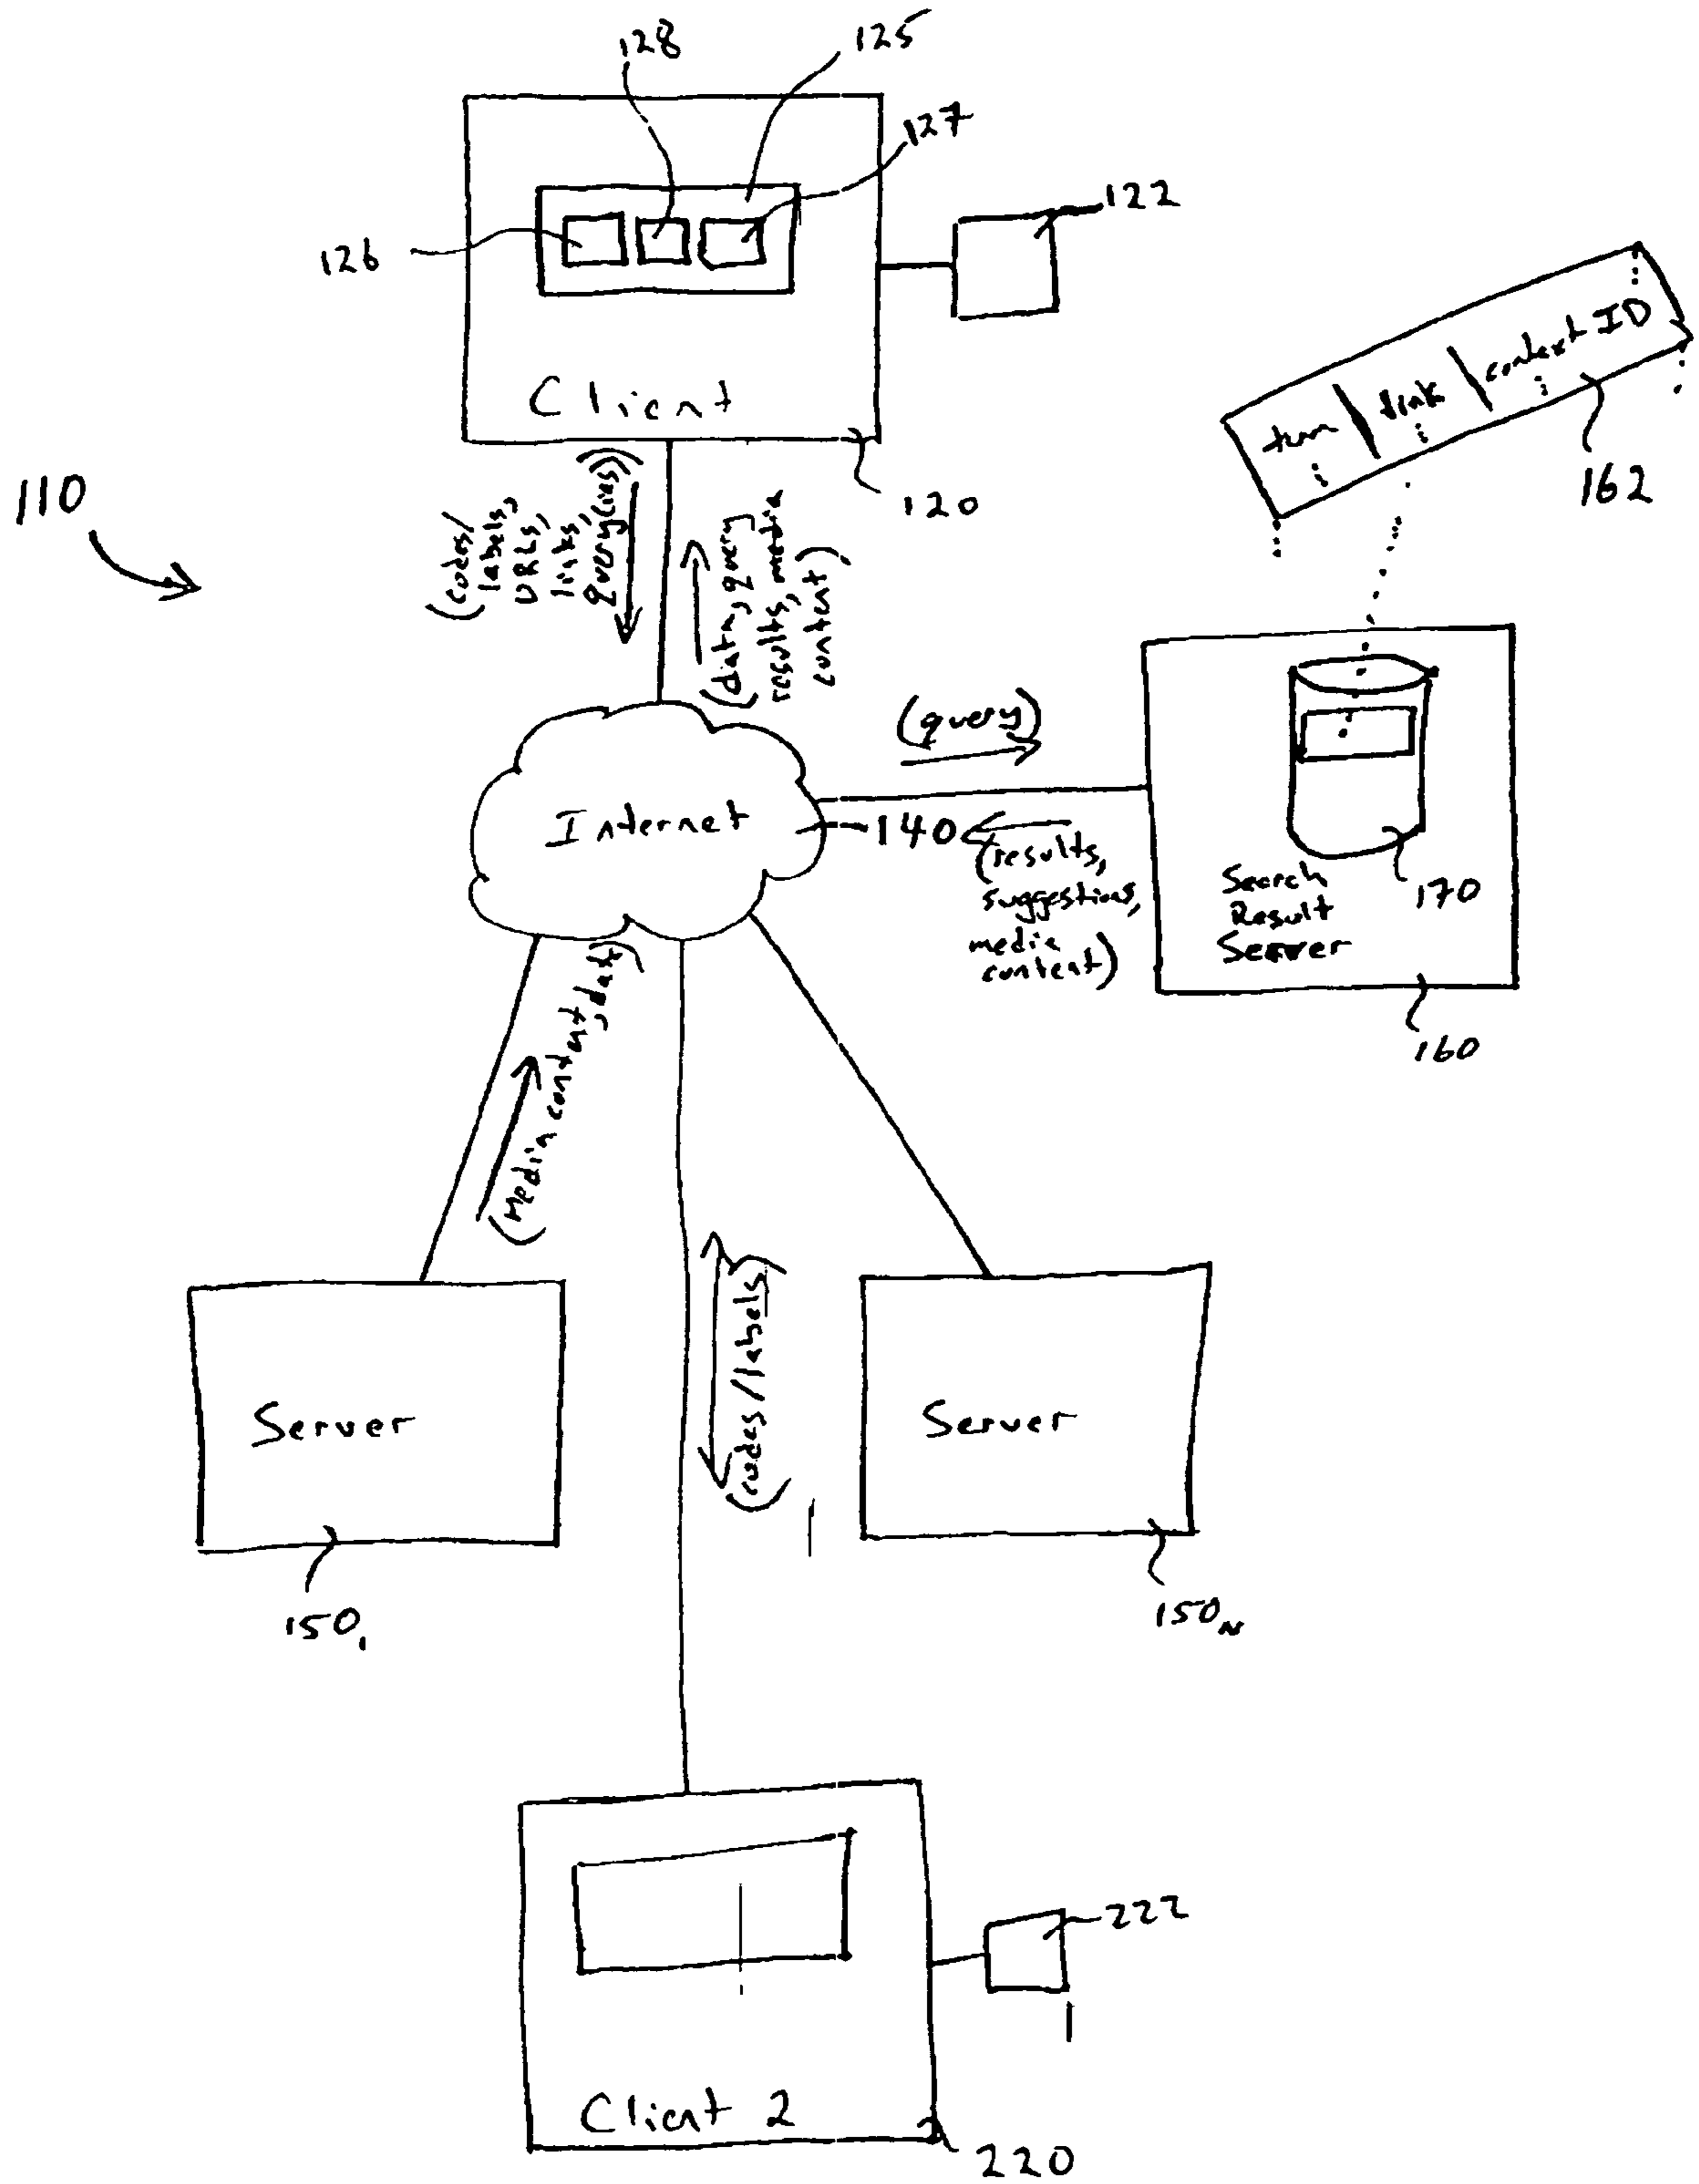 128
125
127
126
122
Client
120
110
(codes/
labels,
URLs,
links,
query(ies))
(data, query
results, media
content)
term
link
context ID
162
(query)
Internet
140
(results,
suggestions,
media
content)
Search
Result
Server
170
160
(Media content, data)
(codes/labels)
Server
150₁
Server
150N
222
Client 2
220